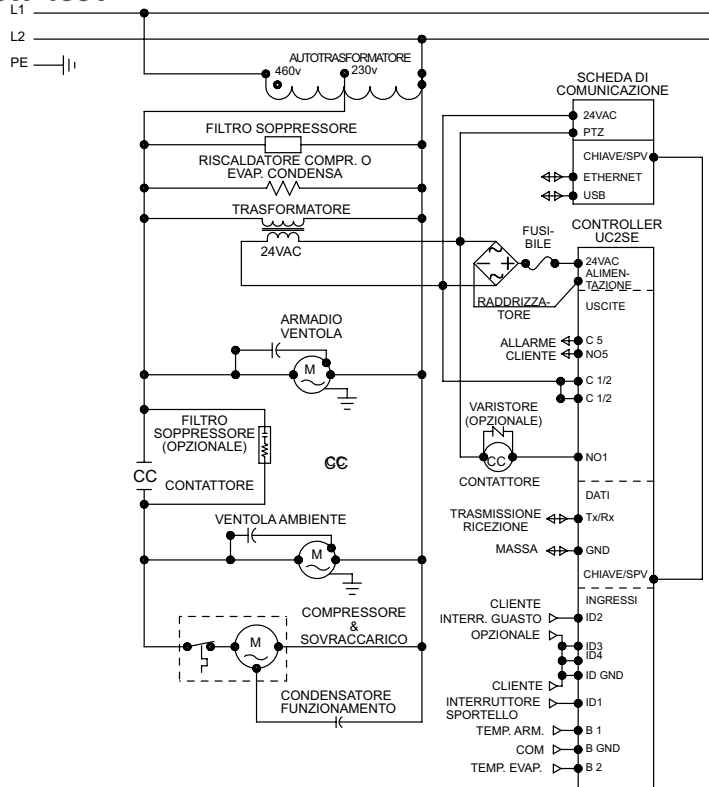 L1
L2
PE
AUTOTRASFORMATORE
460v
230v
FILTRO SOPPRESSORE
RISCALDATORE COMPR. O
EVAP. CONDENSA
TRASFORMATORE
24VAC
ARMADIO
VENTOLA
M
FILTRO
SOPPRESSORE
(OPZIONALE)
CC
CC
CONTATTORE
VENTOLA AMBIENTE
M
COMPRESSORE
&
SOVRACCARICO
M
CONDENSATORE
FUNZIONAMENTO
SCHEDA DI
COMUNICAZIONE
24VAC
PTZ
CHIAVE/SPV
ETHERNET
USB
CONTROLLER
UC2SE
FUSI-
BILE
RADDRIZZA-
TORE
24VAC
ALIMEN-
TAZIONE
USCITE
ALLARME
CLIENTE
C 5
NO5
C 1/2
C 1/2
VARISTORE
(OPZIONALE)
CC
CONTATTORE
NO1
DATI
TRASMISSIONE
RICEZIONE
Tx/Rx
MASSA
GND
CHIAVE/SPV
INGRESSI
CLIENTE
INTERR. GUASTO
ID2
OPZIONALE
ID3
ID4
ID GND
CLIENTE
INTERRUTTORE
SPORTELLO
ID1
TEMP. ARM.
B 1
COM
B GND
TEMP. EVAP.
B 2